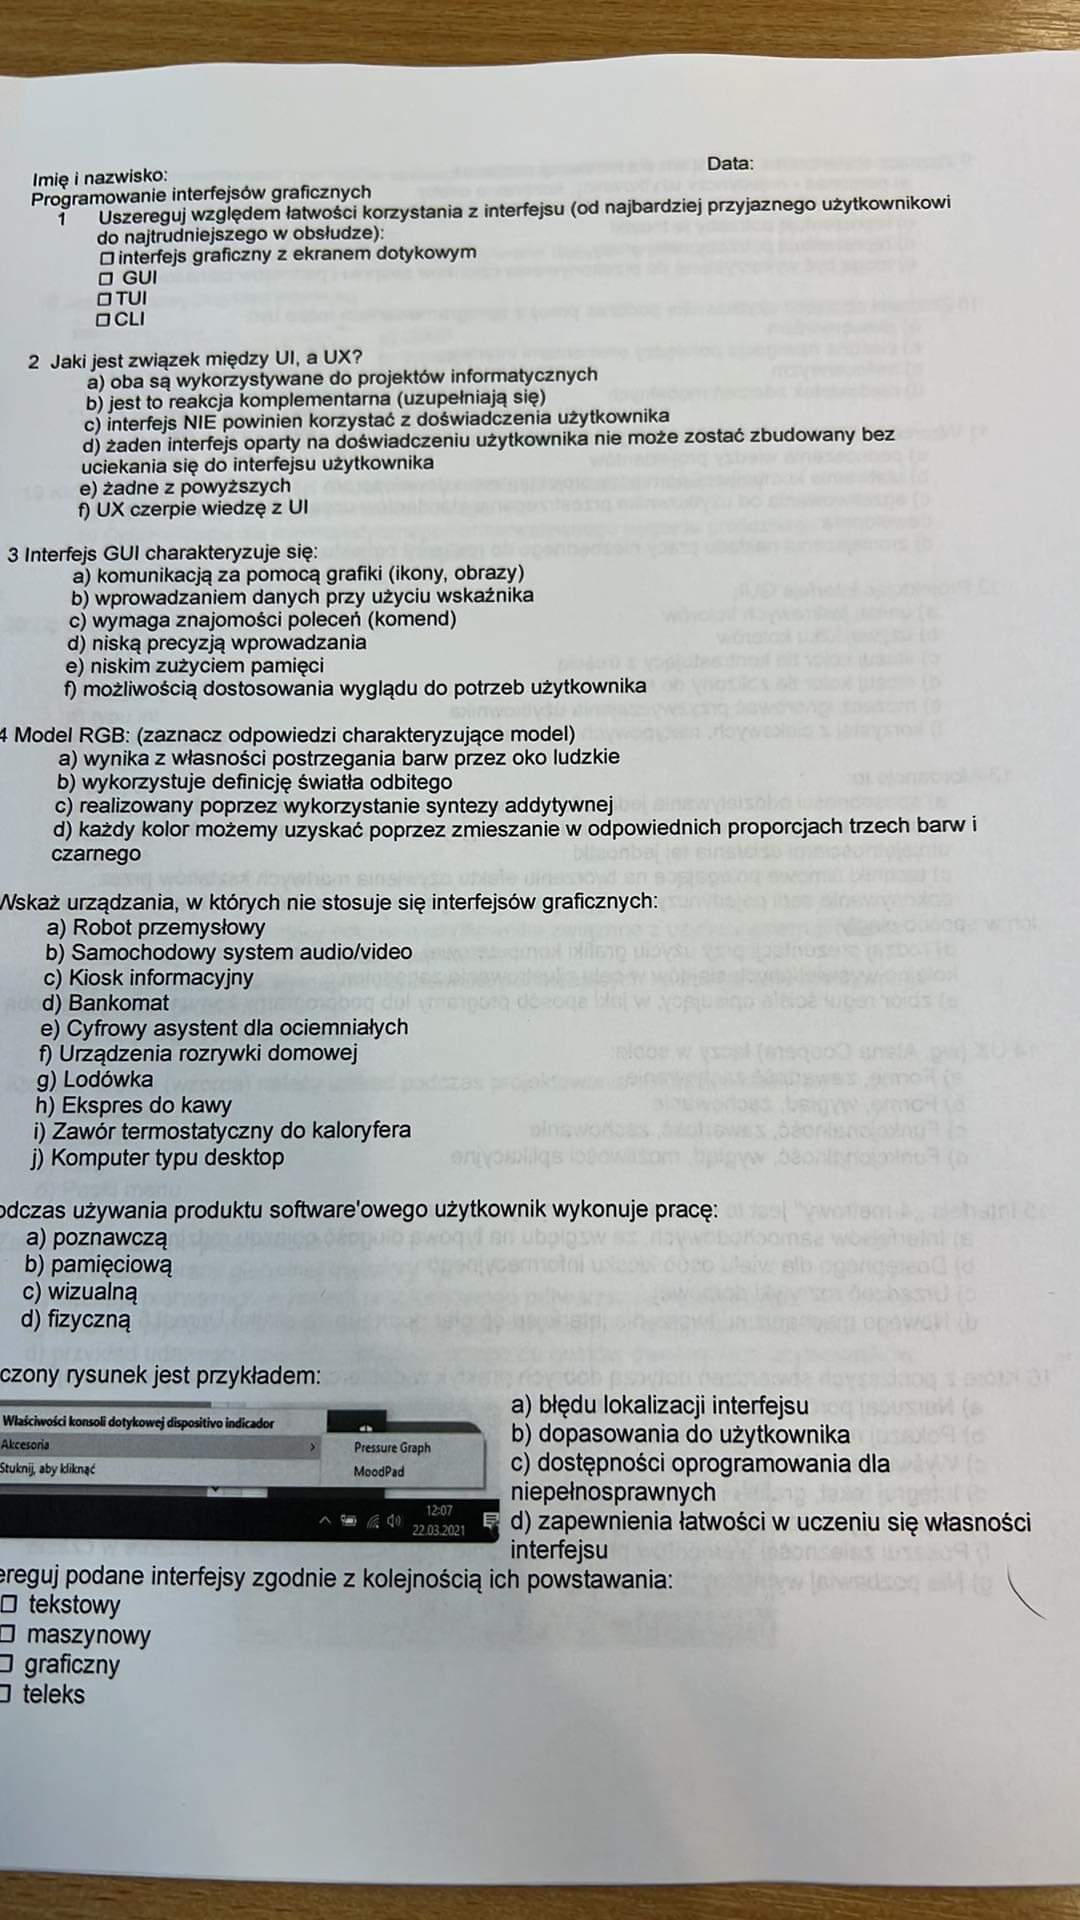 Data:
Imię i nazwisko:
Programowanie interfejsów graficznych
1 Uszereguj względem łatwości korzystania z interfejsu (od najbardziej przyjaznego użytkownikowi
do najtrudniejszego w obsłudze):
☐ interfejs graficzny z ekranem dotykowym
☐ GUI
☐ TUI
☐ CLI
2 Jaki jest związek między UI, a UX?
a) oba są wykorzystywane do projektów informatycznych
b) jest to reakcja komplementarna (uzupełniają się)
c) interfejs NIE powinien korzystać z doświadczenia użytkownika
d) żaden interfejs oparty na doświadczeniu użytkownika nie może zostać zbudowany bez
uciekania się do interfejsu użytkownika
e) żadne z powyższych
f) UX czerpie wiedzę z UI
3 Interfejs GUI charakteryzuje się:
a) komunikacją za pomocą grafiki (ikony, obrazy)
b) wprowadzaniem danych przy użyciu wskaźnika
c) wymaga znajomości poleceń (komend)
d) niską precyzją wprowadzania
e) niskim zużyciem pamięci
f) możliwością dostosowania wyglądu do potrzeb użytkownika
4 Model RGB: (zaznacz odpowiedzi charakteryzujące model)
a) wynika z własności postrzegania barw przez oko ludzkie
b) wykorzystuje definicję światła odbitego
c) realizowany poprzez wykorzystanie syntezy addytywnej
d) każdy kolor możemy uzyskać poprzez zmieszanie w odpowiednich proporcjach trzech barw i
czarnego
Wskaż urządzania, w których nie stosuje się interfejsów graficznych:
a) Robot przemysłowy
b) Samochodowy system audio/video
c) Kiosk informacyjny
d) Bankomat
e) Cyfrowy asystent dla ociemniałych
f) Urządzenia rozrywki domowej
g) Lodówka
h) Ekspres do kawy
i) Zawór termostatyczny do kaloryfera
j) Komputer typu desktop
odczas używania produktu software'owego użytkownik wykonuje pracę:
a) poznawczą
b) pamięciową
c) wizualną
d) fizyczną
czony rysunek jest przykładem:
Właściwości konsoli dotykowej dispositivo indicador
Akcesoria >
Stuknij, aby kliknąć
Pressure Graph
MoodPad
12:07
22.03.2021
a) błędu lokalizacji interfejsu
b) dopasowania do użytkownika
c) dostępności oprogramowania dla
niepełnosprawnych
d) zapewnienia łatwości w uczeniu się własności
interfejsu
ereguj podane interfejsy zgodnie z kolejnością ich powstawania:
☐ tekstowy
☐ maszynowy
☐ graficzny
☐ teleks